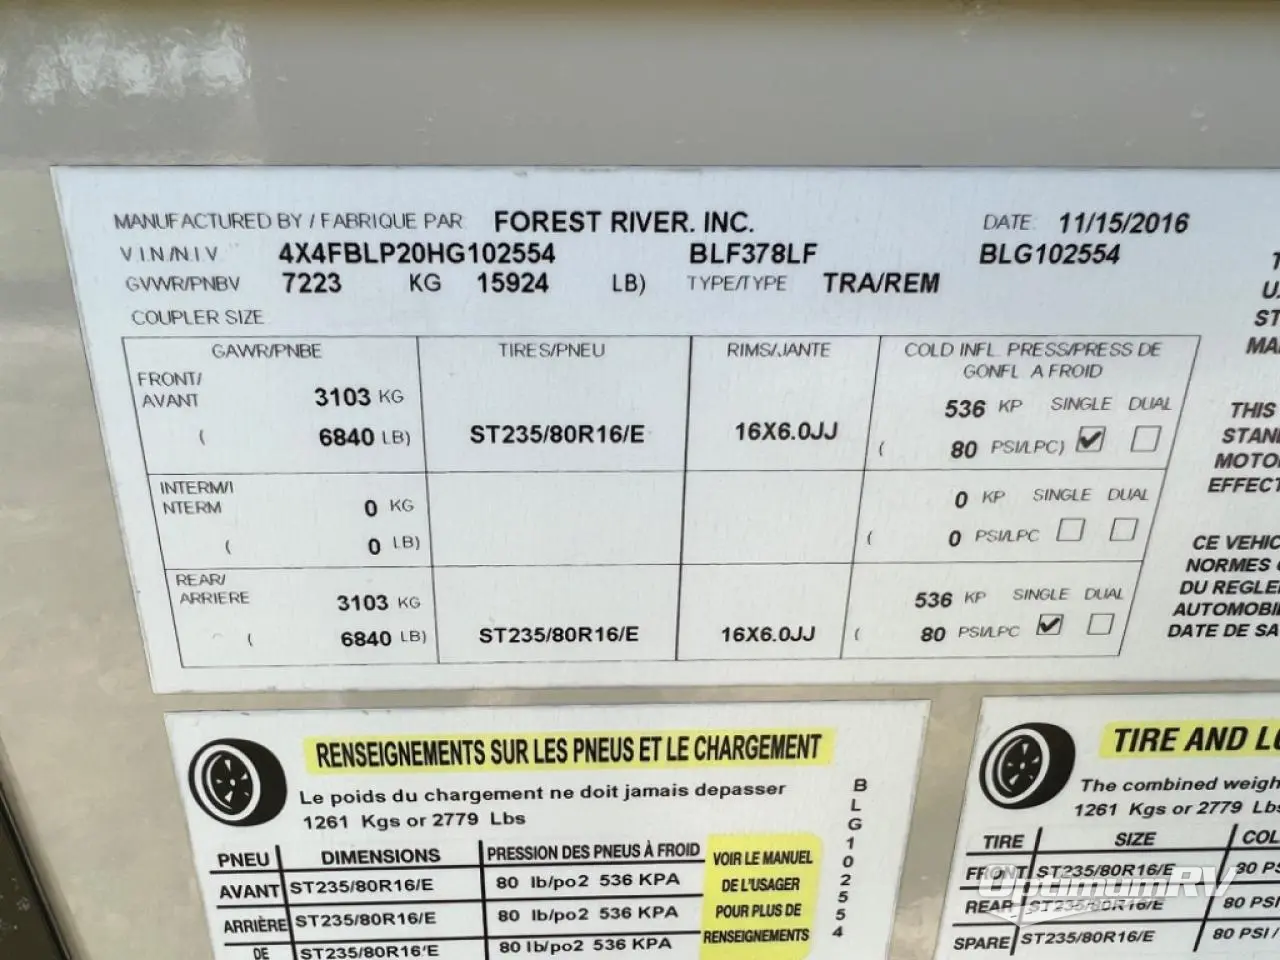 MANUFACTURED BY / FABRIQUE PAR FOREST RIVER. INC. DATE: 11/15/2016
V I N /N.I.V 4X4FBLP20HG102554 BLF378LF BLG102554
GVWR/PNBV 7223 KG 15924 LB) TYPE/TYPE TRA/REM
COUPLER SIZE
GAWR/PNBE TIRES/PNEU RIMS/JANTE COLD INFL. PRESS/PRESS DE
GONFL. A FROID
FRONT/
AVANT 3103 KG 536 KP SINGLE DUAL
( 6840 LB) ST235/80R16/E 16X6.0JJ ( 80 PSI/LPC)
INTERM/I
NTERM 0 KG 0 KP SINGLE DUAL
( 0 LB) ( 0 PSI/LPC
REAR/
ARRIERE 3103 KG 536 KP SINGLE DUAL
( 6840 LB) ST235/80R16/E 16X6.0JJ ( 80 PSI/LPC
ST
MA
THIS
STAN
MOTO
EFFECT
CE VEHIC
NORMES
DU REGLE
AUTOMOBI
DATE DE SA
RENSEIGNEMENTS SUR LES PNEUS ET LE CHARGEMENT
Le poids du chargement ne doit jamais depasser
1261 Kgs or 2779 Lbs
PNEU DIMENSIONS PRESSION DES PNEUS À FROID
AVANT ST235/80R16/E 80 lb/po2 536 KPA
ARRIÈRE ST235/80R16/E 80 lb/po2 536 KPA
DE ST235/80R16/E 80 lb/po2 536 KPA
VOIR LE MANUEL
DE L'USAGER
POUR PLUS DE
RENSEIGNEMENTS
BLG102554
TIRE AND LO
The combined weigh
1261 Kgs or 2779 Lbs
TIRE SIZE COL
FRONT ST235/80R16/E 80 PS
REAR ST235/80R16/E 80 PSI
SPARE ST235/80R16/E 80 PSI /
OptimumRV